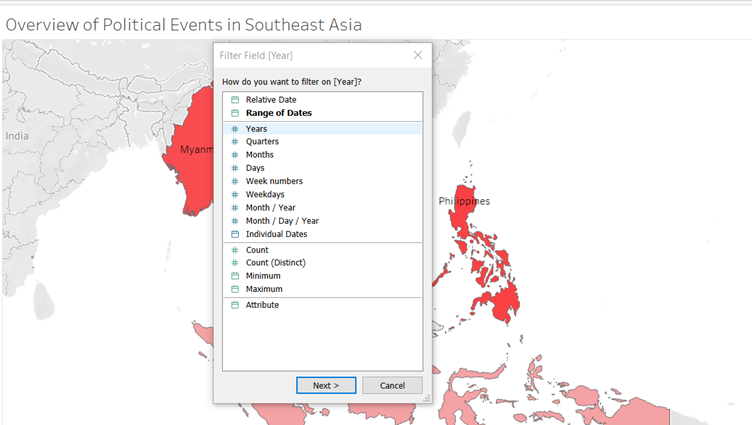 Overview of Political Events in Southeast Asia
Filter Field [Year]
How do you want to filter on [Year]?
Relative Date
Range of Dates
Years
Quarters
Months
Days
Week numbers
Weekdays
Month / Year
Month / Day / Year
Individual Dates
Count
Count (Distinct)
Minimum
Maximum
Attribute
Next >
Cancel
India
Myanm
Philippines